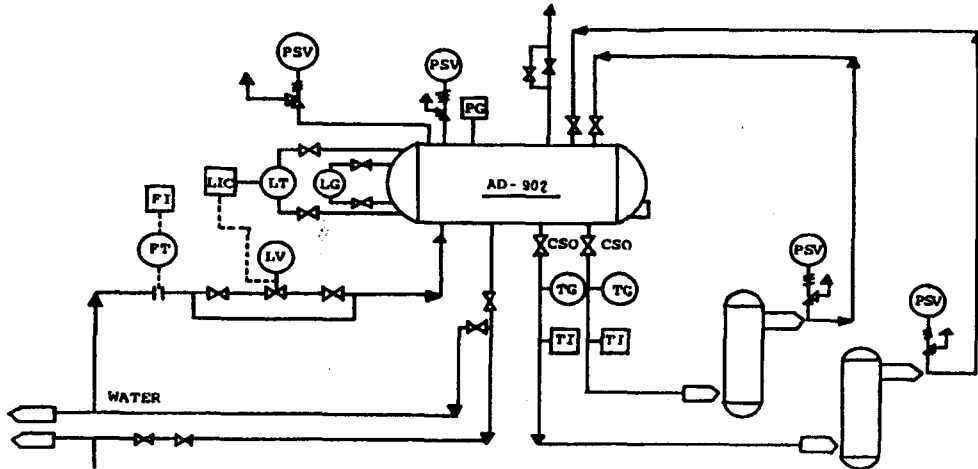 PSV
PSV
PG
LIC
LT
LG
AD-902
FI
FT
LV
CSO
CSO
PSV
TG
TG
PSV
TI
TI
WATER